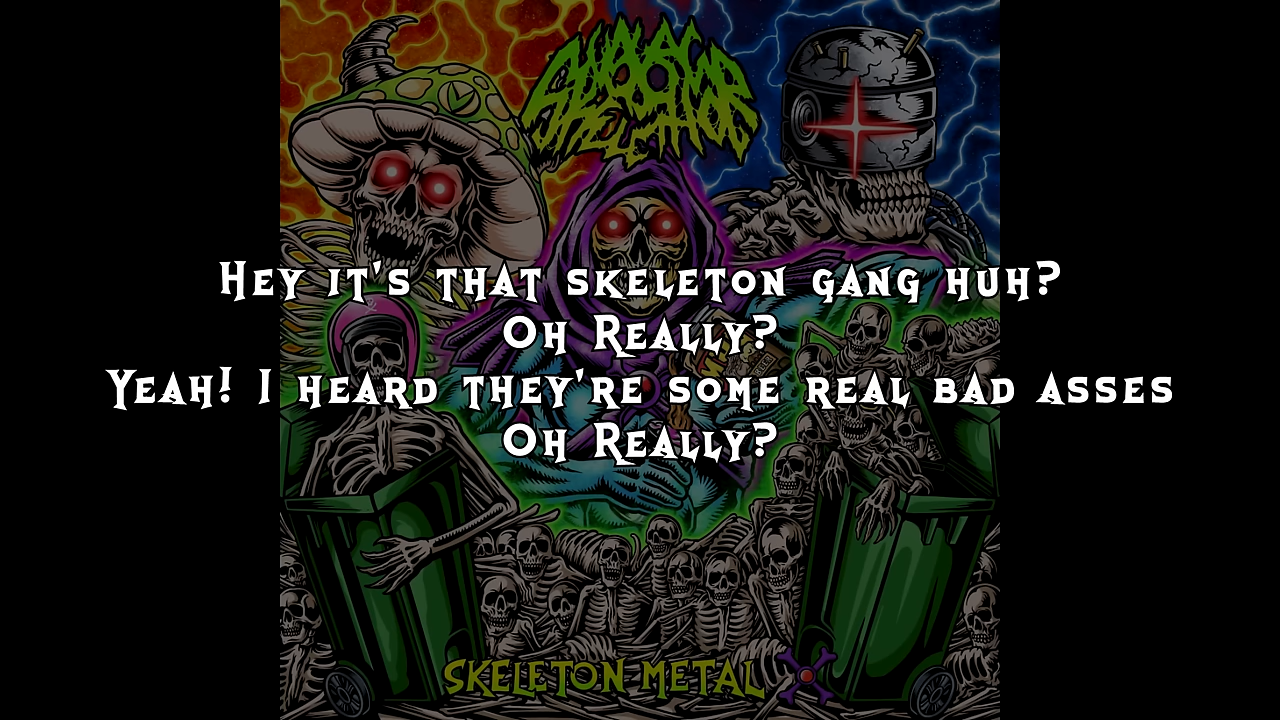 Hey it's that skeleton gang huh?
Oh Really?
Yeah! I heard they're some real bad asses
Oh Really?
SKELETON METAL